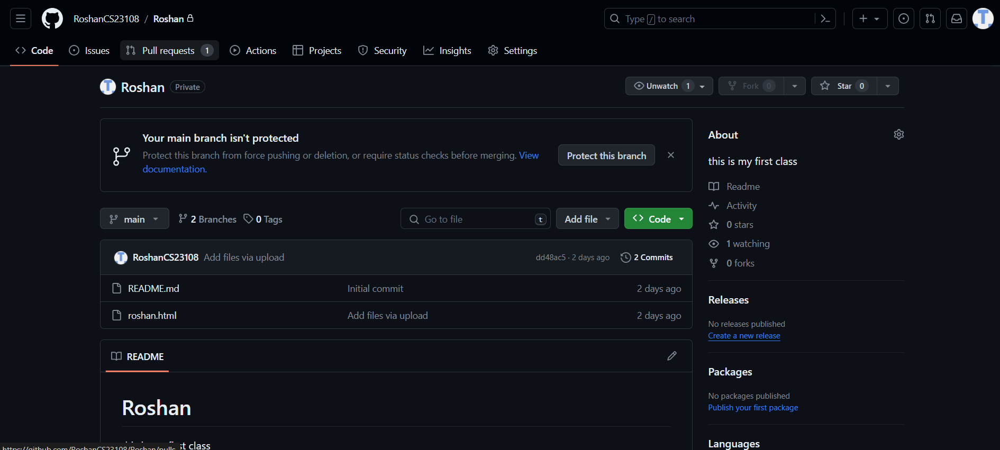 RoshanCS23108 / Roshan
Type / to search
Code
Issues
Pull requests 1
Actions
Projects
Security
Insights
Settings
Roshan Private
Unwatch 1
Fork 0
Star 0
Your main branch isn't protected
Protect this branch from force pushing or deletion, or require status checks before merging. View
documentation.
Protect this branch
main
2 Branches
0 Tags
Go to file
t
Add file
Code
RoshanCS23108 Add files via upload
dd48ac5 · 2 days ago
2 Commits
README.md Initial commit 2 days ago
roshan.html Add files via upload 2 days ago
README
Roshan
first class
https://github.com/RoshanCS23108/Roshan/pulls
About
this is my first class
Readme
Activity
0 stars
1 watching
0 forks
Releases
No releases published
Create a new release
Packages
No packages published
Publish your first package
Languages